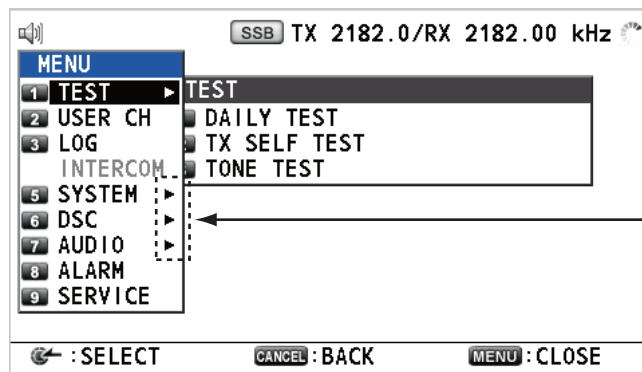 SSB TX 2182.0/RX 2182.00 kHz
MENU
1 TEST
2 USER CH
3 LOG
INTERCOM
5 SYSTEM
6 DSC
7 AUDIO
8 ALARM
9 SERVICE
TEST
DAILY TEST
TX SELF TEST
TONE TEST
:SELECT
CANCEL :BACK
MENU :CLOSE